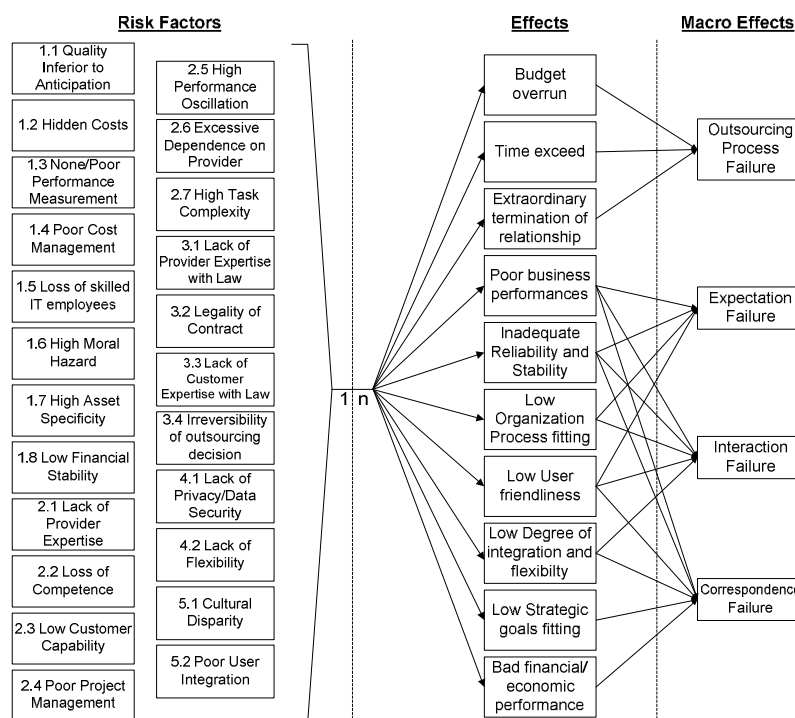 Risk Factors
1.1 Quality
Inferior to
Anticipation
1.2 Hidden Costs
1.3 None/Poor
Performance
Measurement
1.4 Poor Cost
Management
1.5 Loss of skilled
IT employees
1.6 High Moral
Hazard
1.7 High Asset
Specificity
1.8 Low Financial
Stability
2.1 Lack of
Provider
Expertise
2.2 Loss of
Competence
2.3 Low Customer
Capability
2.4 Poor Project
Management
2.5 High
Performance
Oscillation
2.6 Excessive
Dependence on
Provider
2.7 High Task
Complexity
3.1 Lack of
Provider Expertise
with Law
3.2 Legality of
Contract
3.3 Lack of
Customer
Expertise with Law
3.4 Irreversibility
of outsourcing
decision
4.1 Lack of
Privacy/Data
Security
4.2 Lack of
Flexibility
5.1 Cultural
Disparity
5.2 Poor User
Integration
1 n
Effects
Budget
overrun
Time exceed
Extraordinary
termination of
relationship
Poor business
performances
Inadequate
Reliability and
Stability
Low
Organization
Process fitting
Low User
friendliness
Low Degree of
integration and
flexibilty
Low Strategic
goals fitting
Bad financial/
economic
performance
Macro Effects
Outsourcing
Process
Failure
Expectation
Failure
Interaction
Failure
Correspondence
Failure